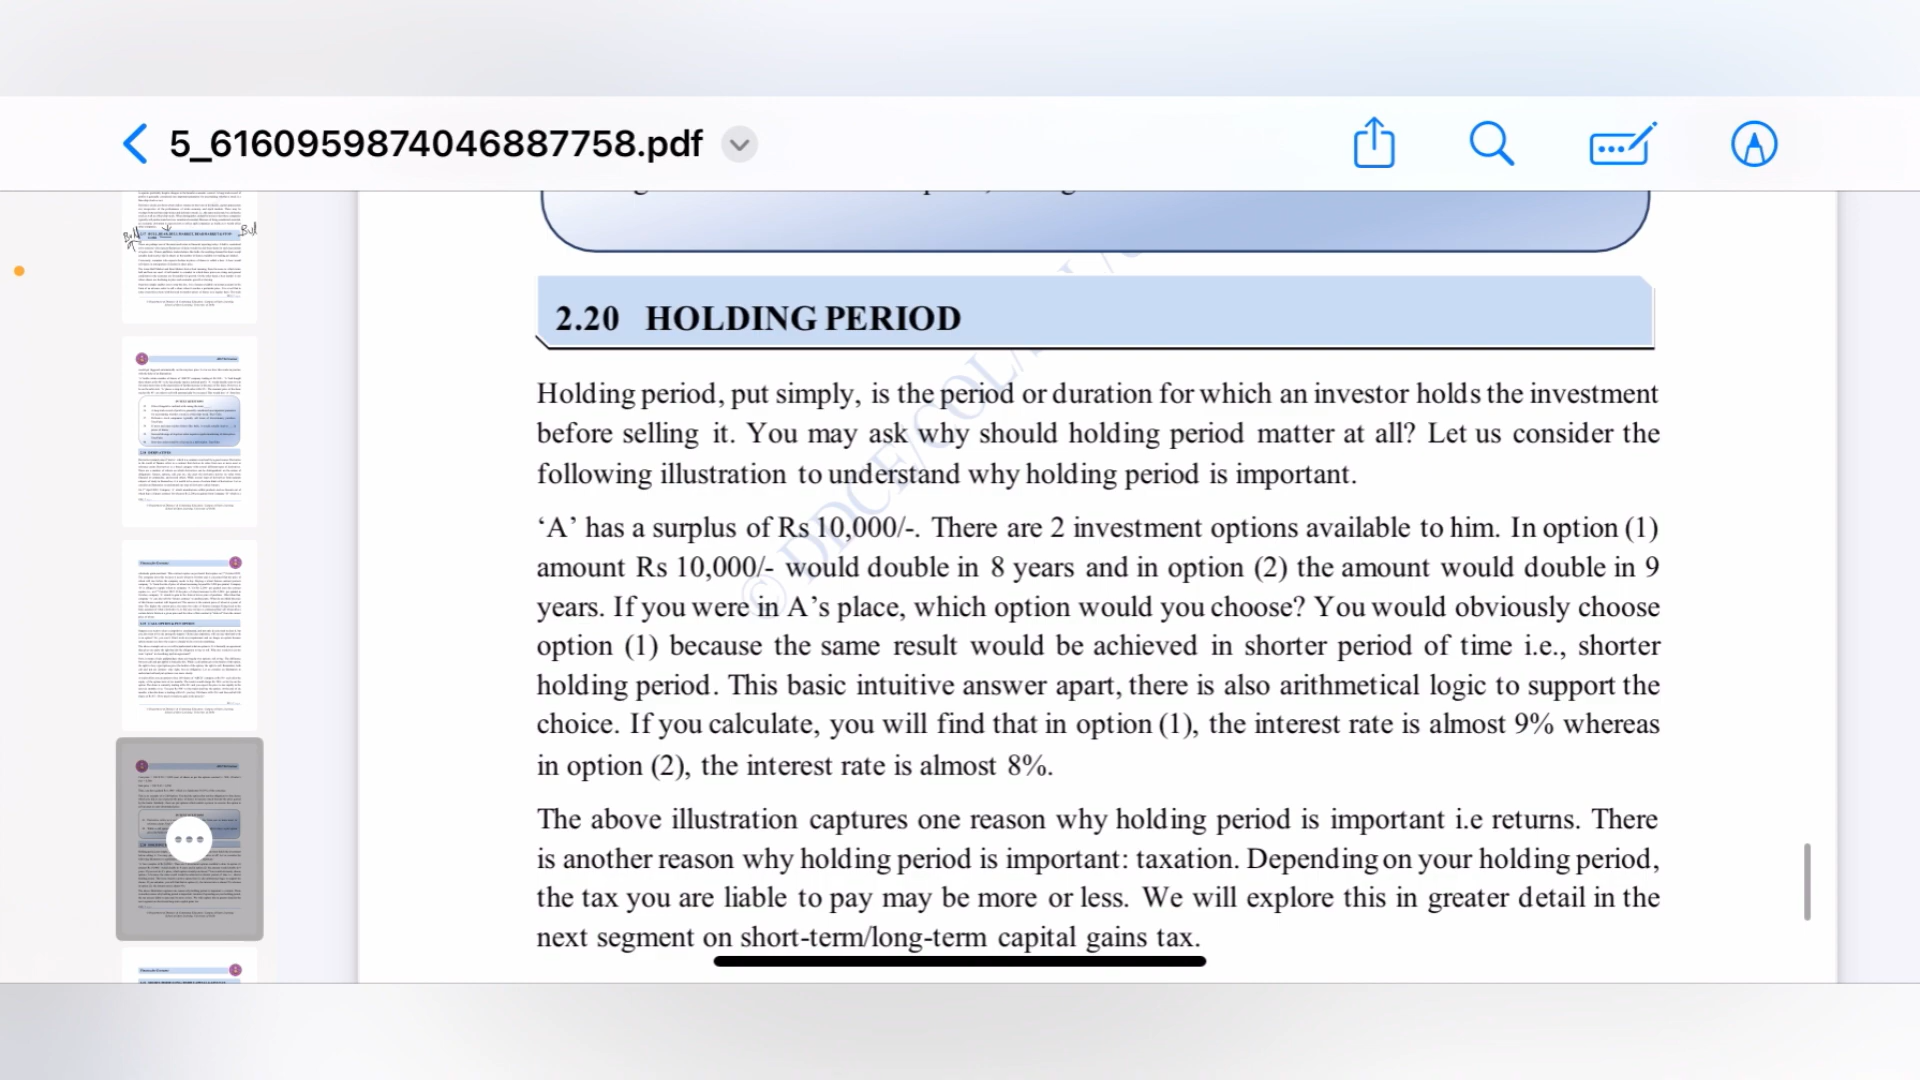 5_6160959874046887758.pdf
2.20 HOLDING PERIOD
Holding period, put simply, is the period or duration for which an investor holds the investment
before selling it. You may ask why should holding period matter at all? Let us consider the
following illustration to understand why holding period is important.
‘A’ has a surplus of Rs 10,000/-. There are 2 investment options available to him. In option (1)
amount Rs 10,000/- would double in 8 years and in option (2) the amount would double in 9
years. If you were in A’s place, which option would you choose? You would obviously choose
option (1) because the same result would be achieved in shorter period of time i.e., shorter
holding period. This basic intuitive answer apart, there is also arithmetical logic to support the
choice. If you calculate, you will find that in option (1), the interest rate is almost 9% whereas
in option (2), the interest rate is almost 8%.
The above illustration captures one reason why holding period is important i.e returns. There
is another reason why holding period is important: taxation. Depending on your holding period,
the tax you are liable to pay may be more or less. We will explore this in greater detail in the
next segment on short-term/long-term capital gains tax.
© DDCE/COL/